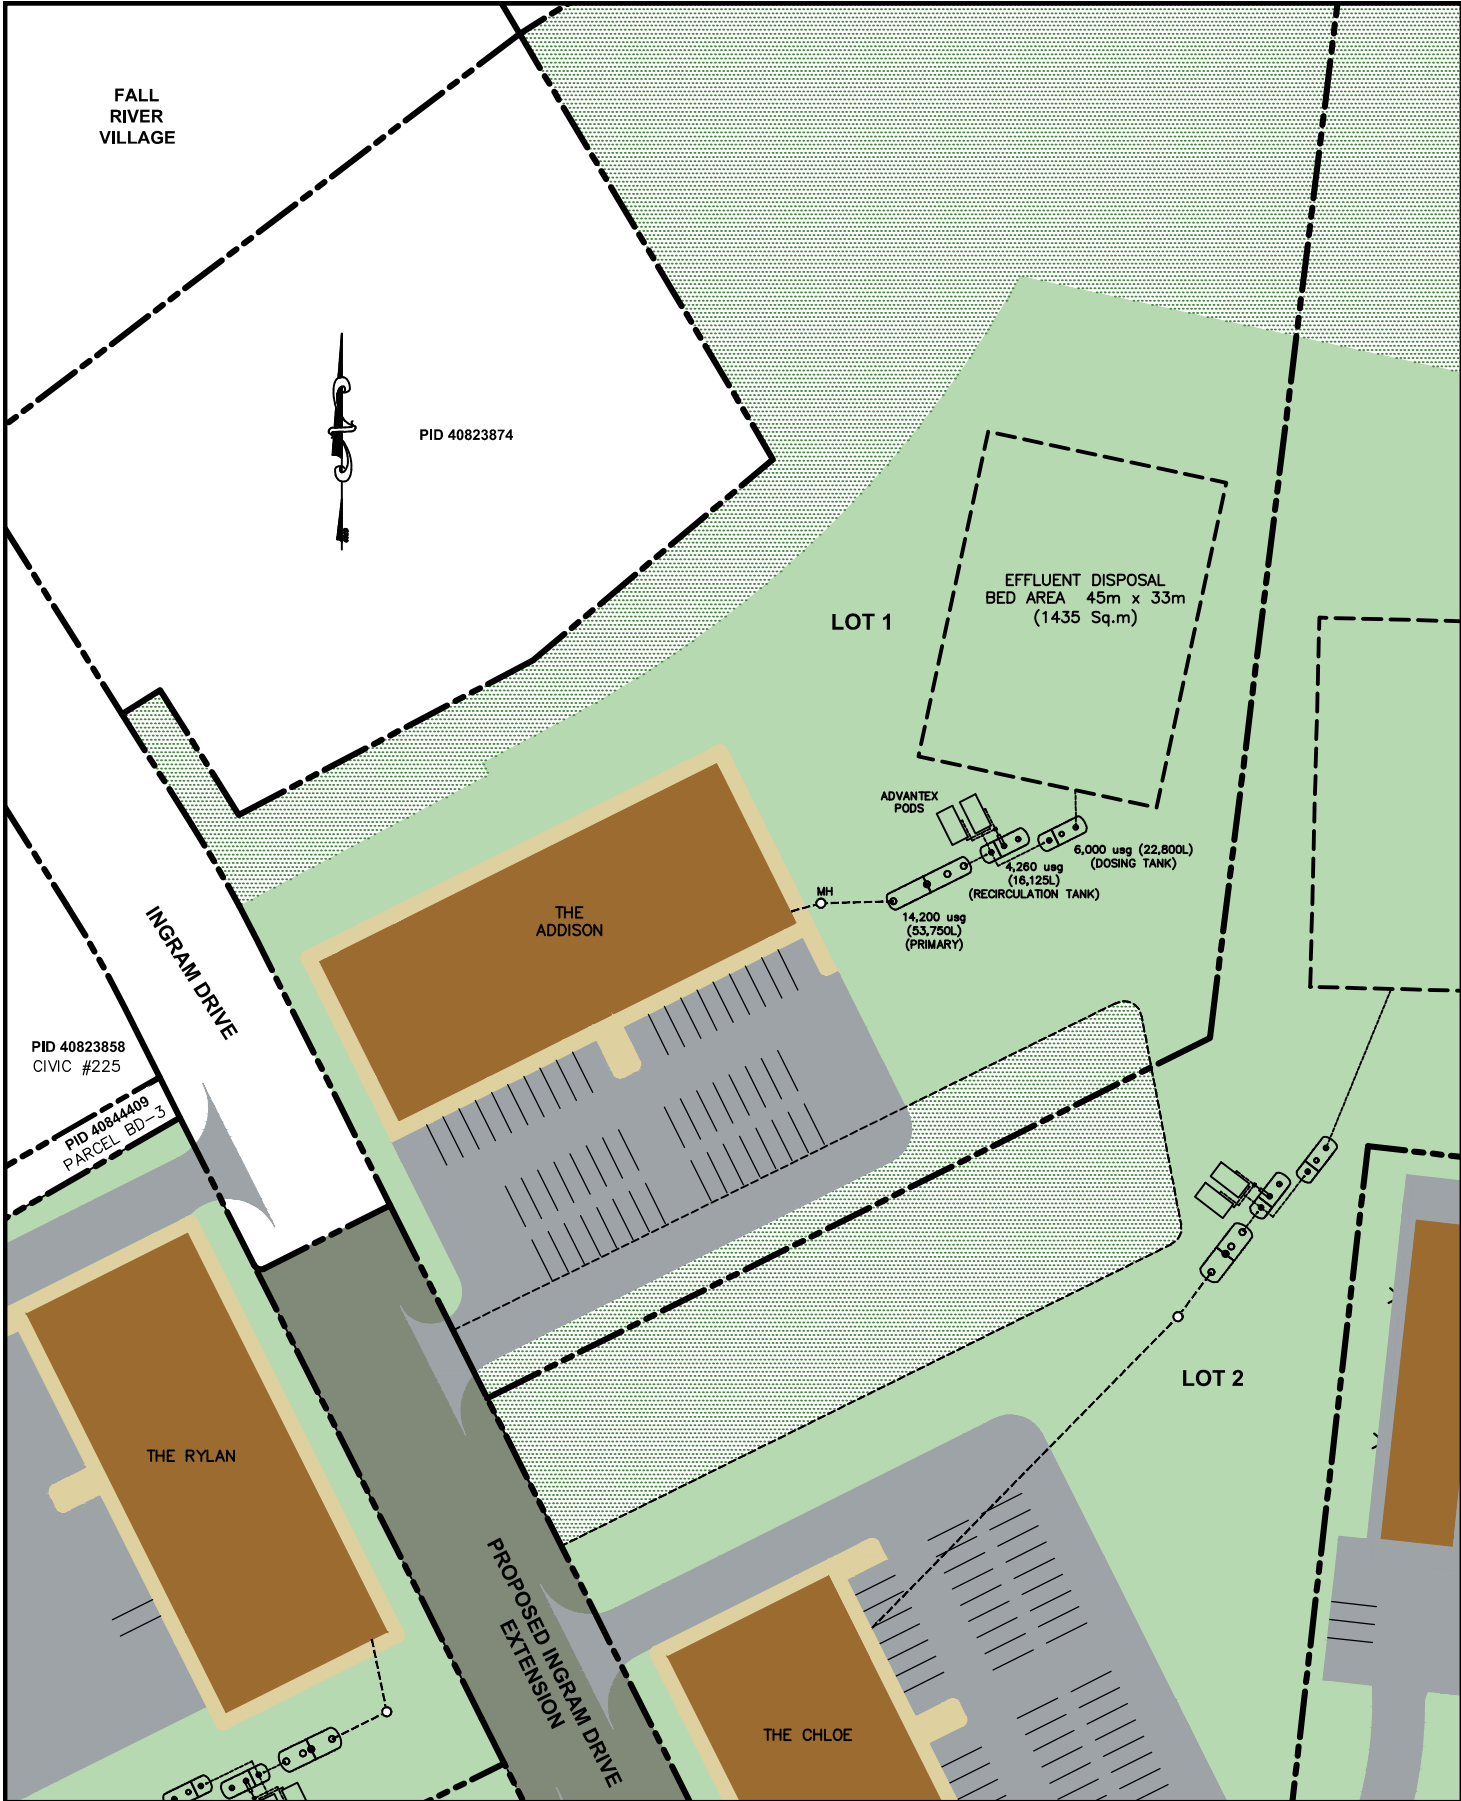 FALL
RIVER
VILLAGE
PID 40823874
EFFLUENT DISPOSAL
BED AREA 45m x 33m
(1435 Sq.m)
LOT 1
ADVANTEX
PODS
6,000 usg (22,800L)
(DOSING TANK)
4,260 usg
(16,125L)
(RECIRCULATION TANK)
MH
14,200 usg
(53,750L)
(PRIMARY)
THE
ADDISON
INGRAM DRIVE
PID 40823858
CIVIC #225
PID 40844409
PARCEL BD-3
LOT 2
THE RYLAN
PROPOSED INGRAM DRIVE
EXTENSION
THE CHLOE